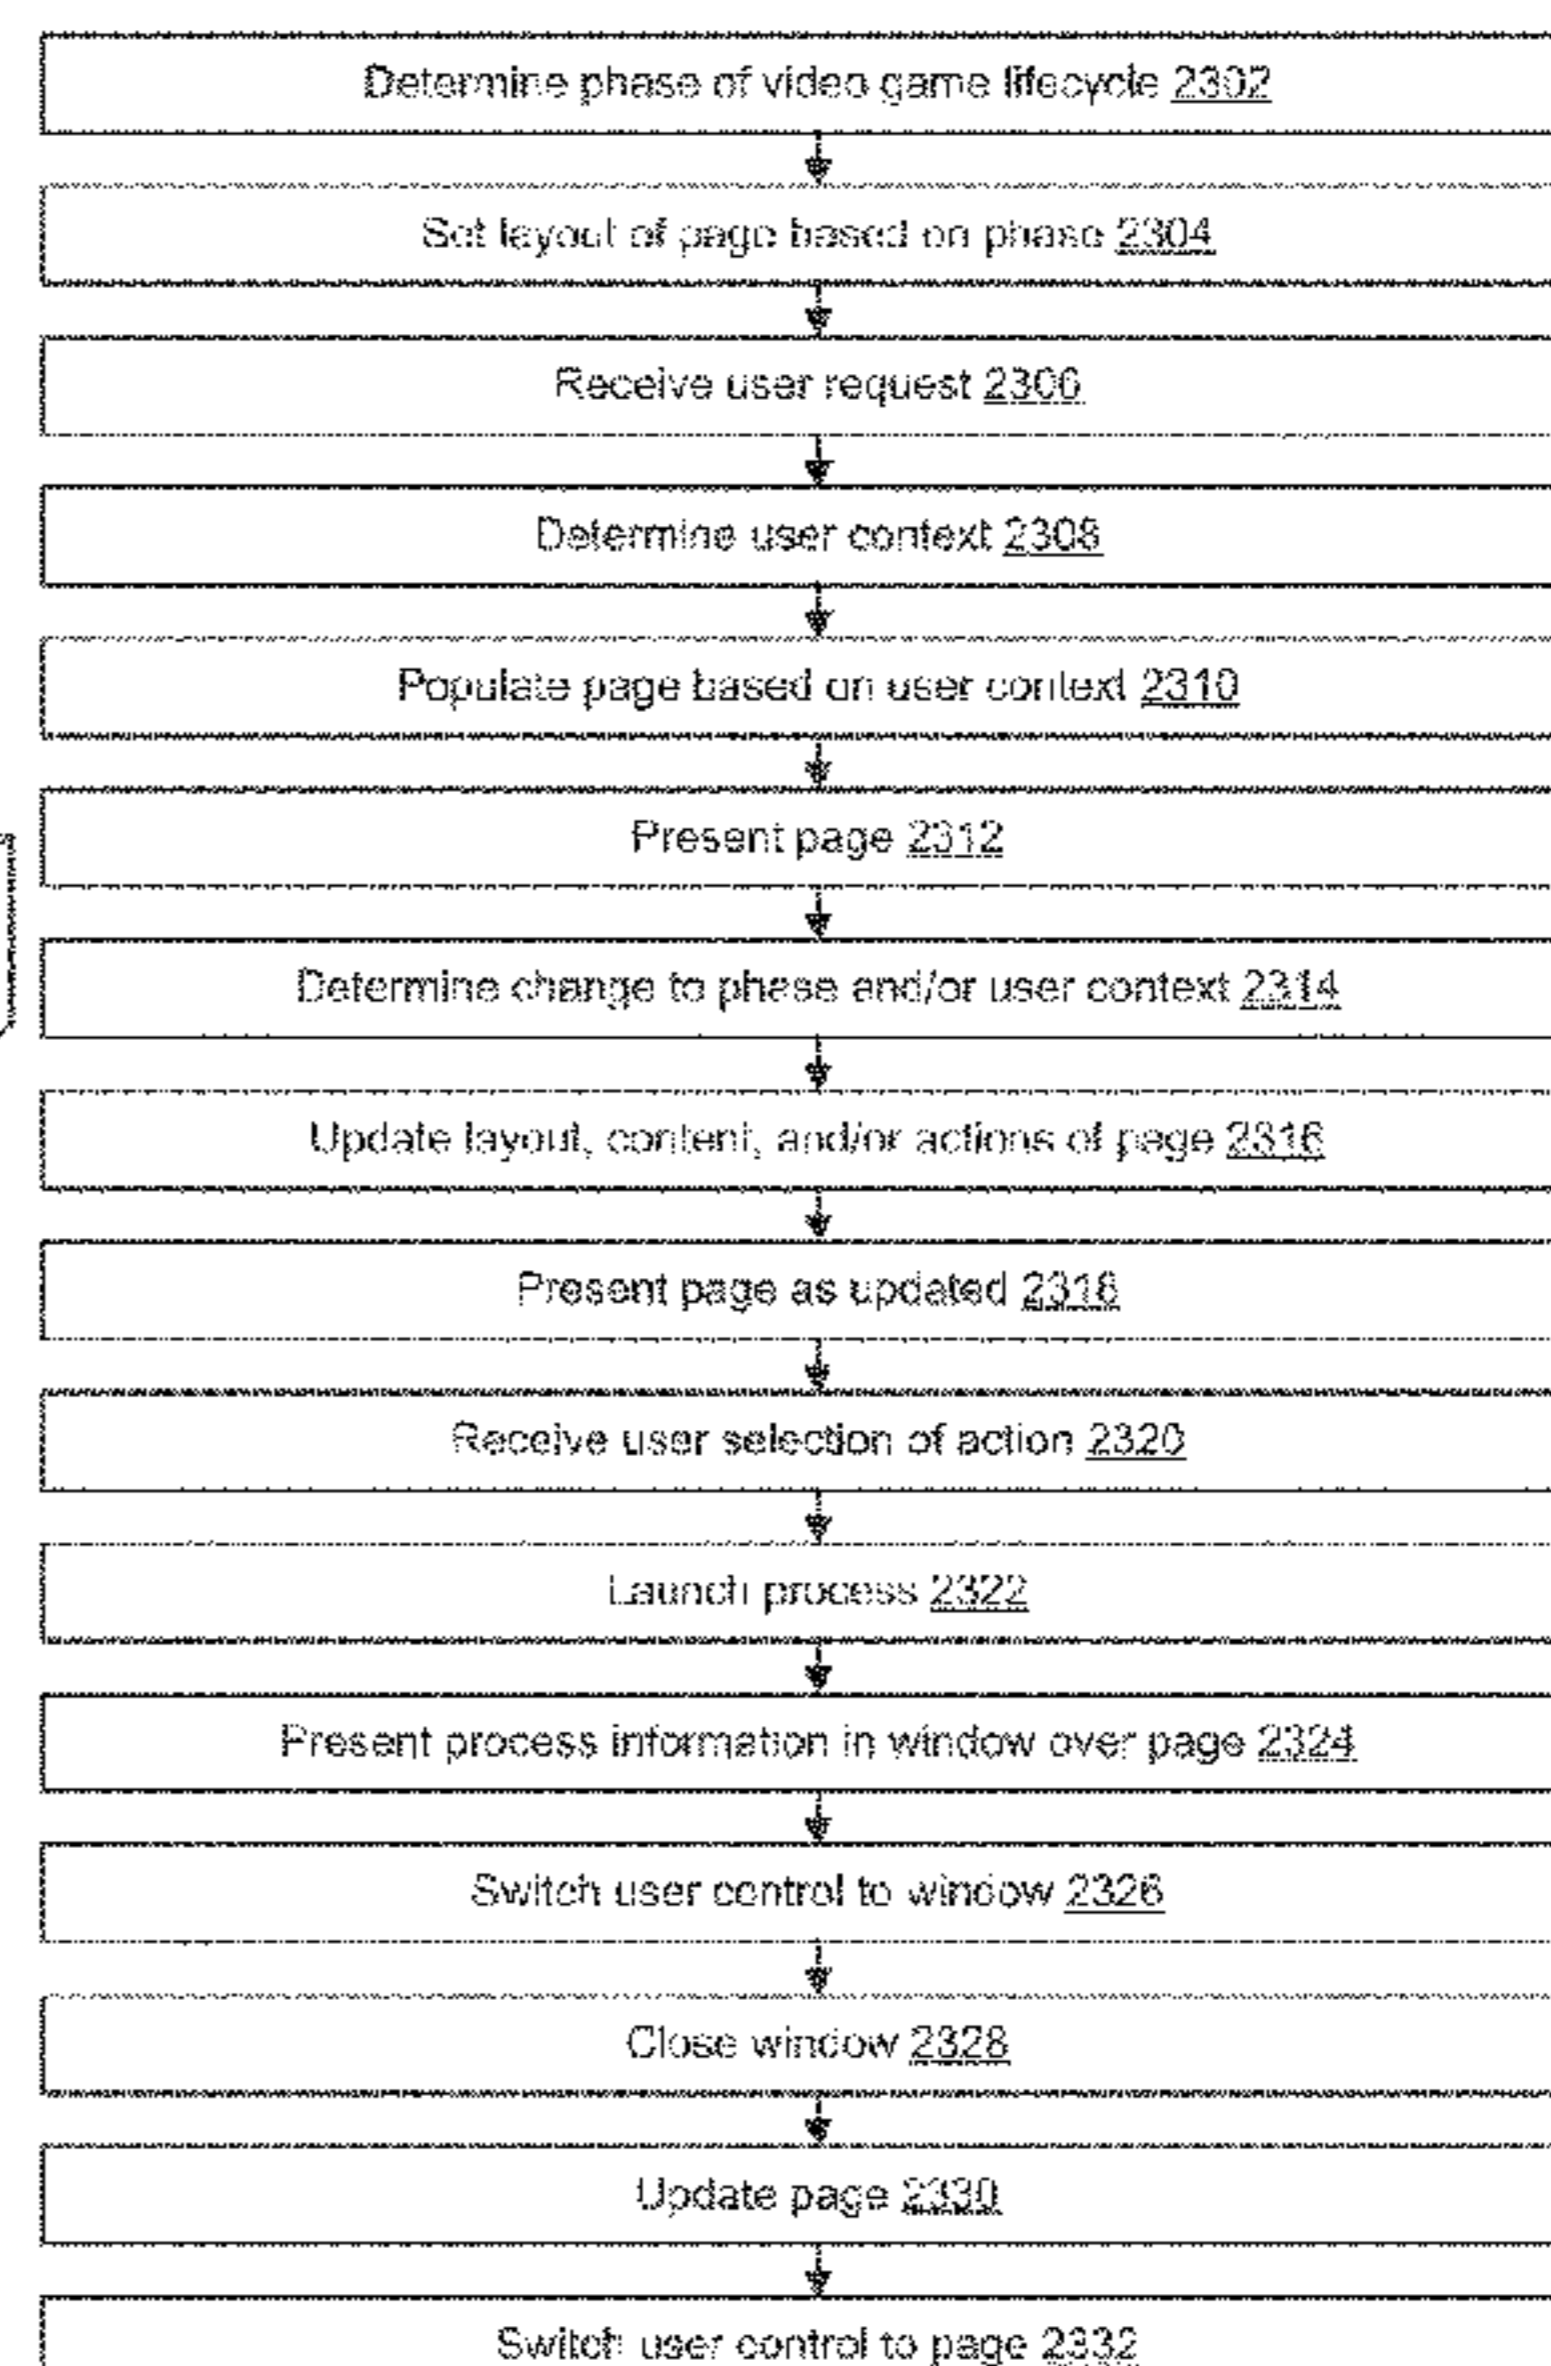 Determine phase of video game lifecycle 2302
Set layout of page based on phase 2304
Receive user request 2306
Determine user context 2308
Populate page based on user context 2310
Present page 2312
Determine change to phase and/or user context 2314
Update layout, content, and/or actions of page 2316
Present page as updated 2318
Receive user selection of action 2320
Launch process 2322
Present process information in window over page 2324
Switch user control to window 2326
Close window 2328
Update page 2330
Switch user control to page 2332